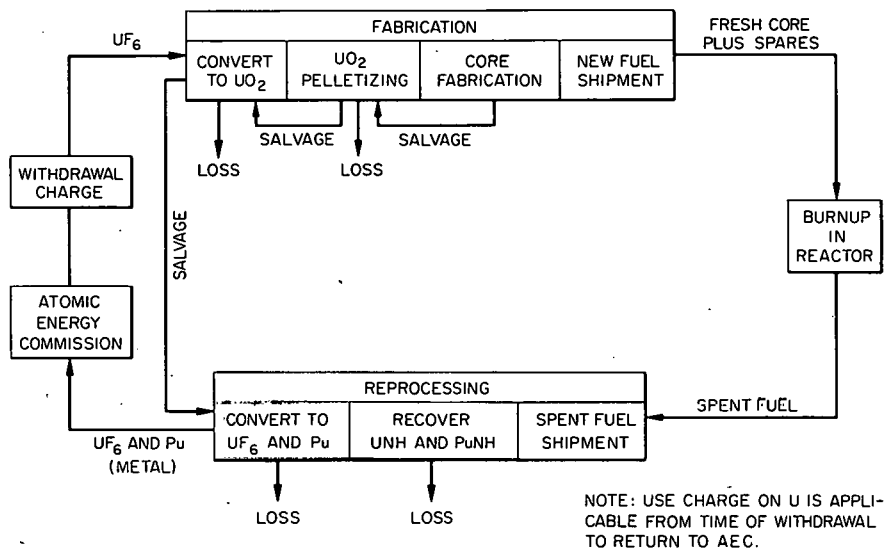 FABRICATION
UF6
CONVERT
TO UO2
UO2
PELLETIZING
CORE
FABRICATION
NEW FUEL
SHIPMENT
FRESH CORE
PLUS SPARES
SALVAGE
SALVAGE
LOSS
LOSS
WITHDRAWAL
CHARGE
SALVAGE
BURNUP
IN
REACTOR
ATOMIC
ENERGY
COMMISSION
REPROCESSING
CONVERT TO
UF6 AND Pu
RECOVER
UNH AND PuNH
SPENT FUEL
SHIPMENT
SPENT FUEL
UF6 AND Pu
(METAL)
LOSS
LOSS
NOTE: USE CHARGE ON U IS APPLI-
CABLE FROM TIME OF WITHDRAWAL
TO RETURN TO AEC.